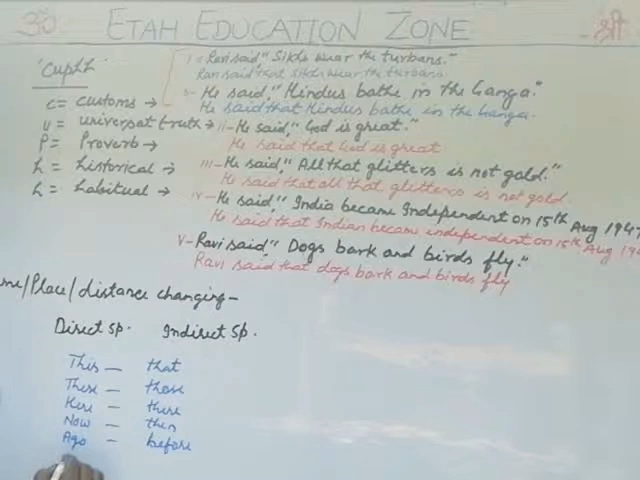 ॐ ETAH EDUCATION ZONE - श्री
"Cuphh"
c = customs →
u = universal truth →
P = Proverb →
h = historical →
h = habitual →
i - Ravi said, "Sikhs wear the turbans."
Ravi said that Sikhs wear the turbans.
He said, "Hindus bathe in the Ganga."
He said that Hindus bathe in the Ganga.
ii - He said, "God is great."
He said that God is great
iii - He said, "All that glitters is not gold."
He said that all that glitters is not gold.
iv - He said, "India became Independent on 15th Aug 1947
He said that Indian became independent on 15th Aug 194
v - Ravi said, "Dogs bark and birds fly."
Ravi said that dogs bark and birds fly
me/Place/distance changing -
Direct Sp. Indirect Sp.
This — that
These — those
Here — there
Now — then
Ago — before